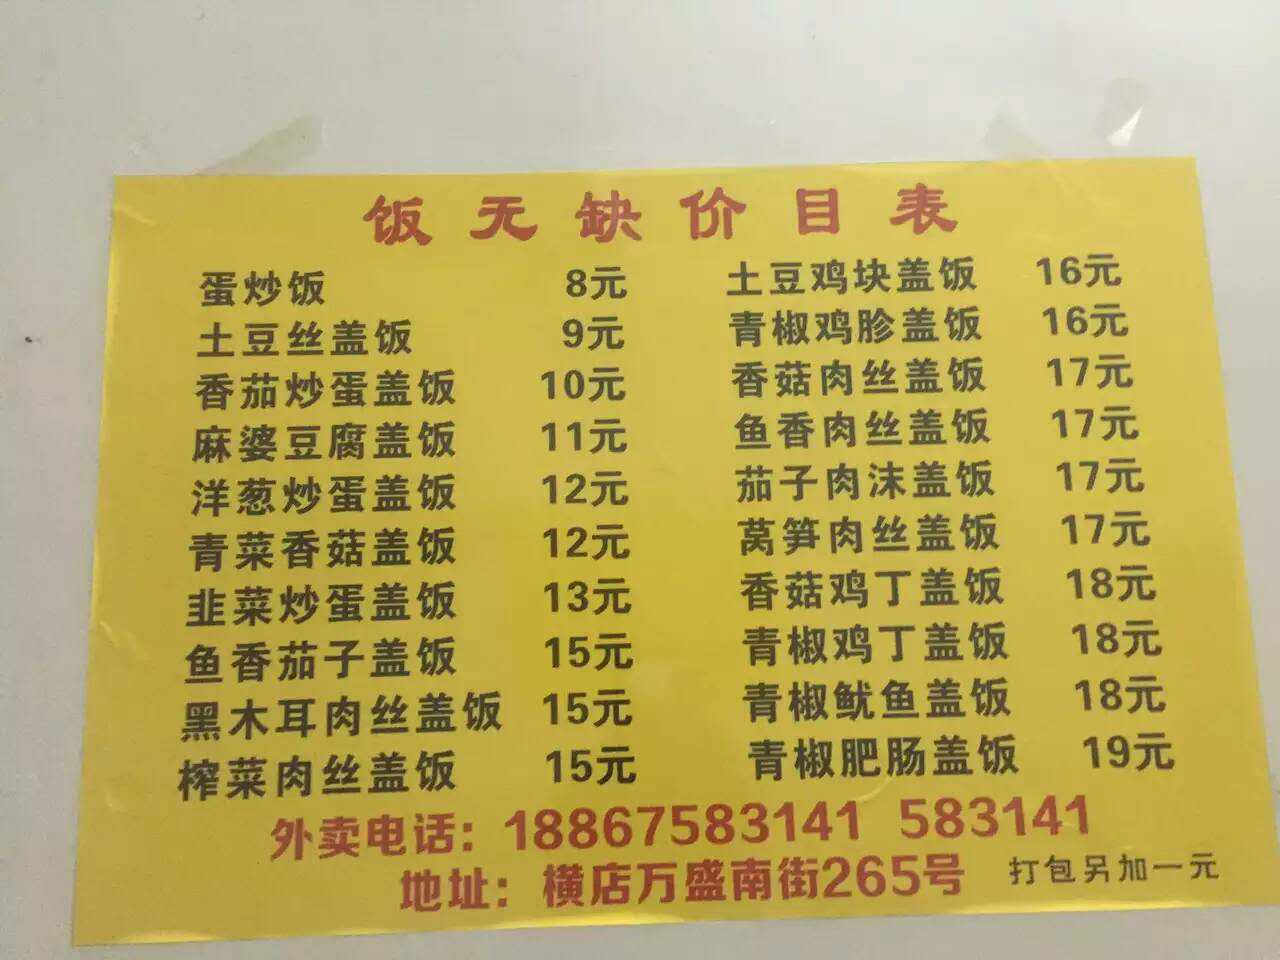 饭无缺价目表
蛋炒饭 8元
土豆丝盖饭 9元
香茄炒蛋盖饭 10元
麻婆豆腐盖饭 11元
洋葱炒蛋盖饭 12元
青菜香菇盖饭 12元
韭菜炒蛋盖饭 13元
鱼香茄子盖饭 15元
黑木耳肉丝盖饭 15元
榨菜肉丝盖饭 15元
土豆鸡块盖饭 16元
青椒鸡胗盖饭 16元
香菇肉丝盖饭 17元
鱼香肉丝盖饭 17元
茄子肉沫盖饭 17元
莴笋肉丝盖饭 17元
香菇鸡丁盖饭 18元
青椒鸡丁盖饭 18元
青椒鱿鱼盖饭 18元
青椒肥肠盖饭 19元
外卖电话：18867583141 583141
地址：横店万盛南街265号
打包另加一元